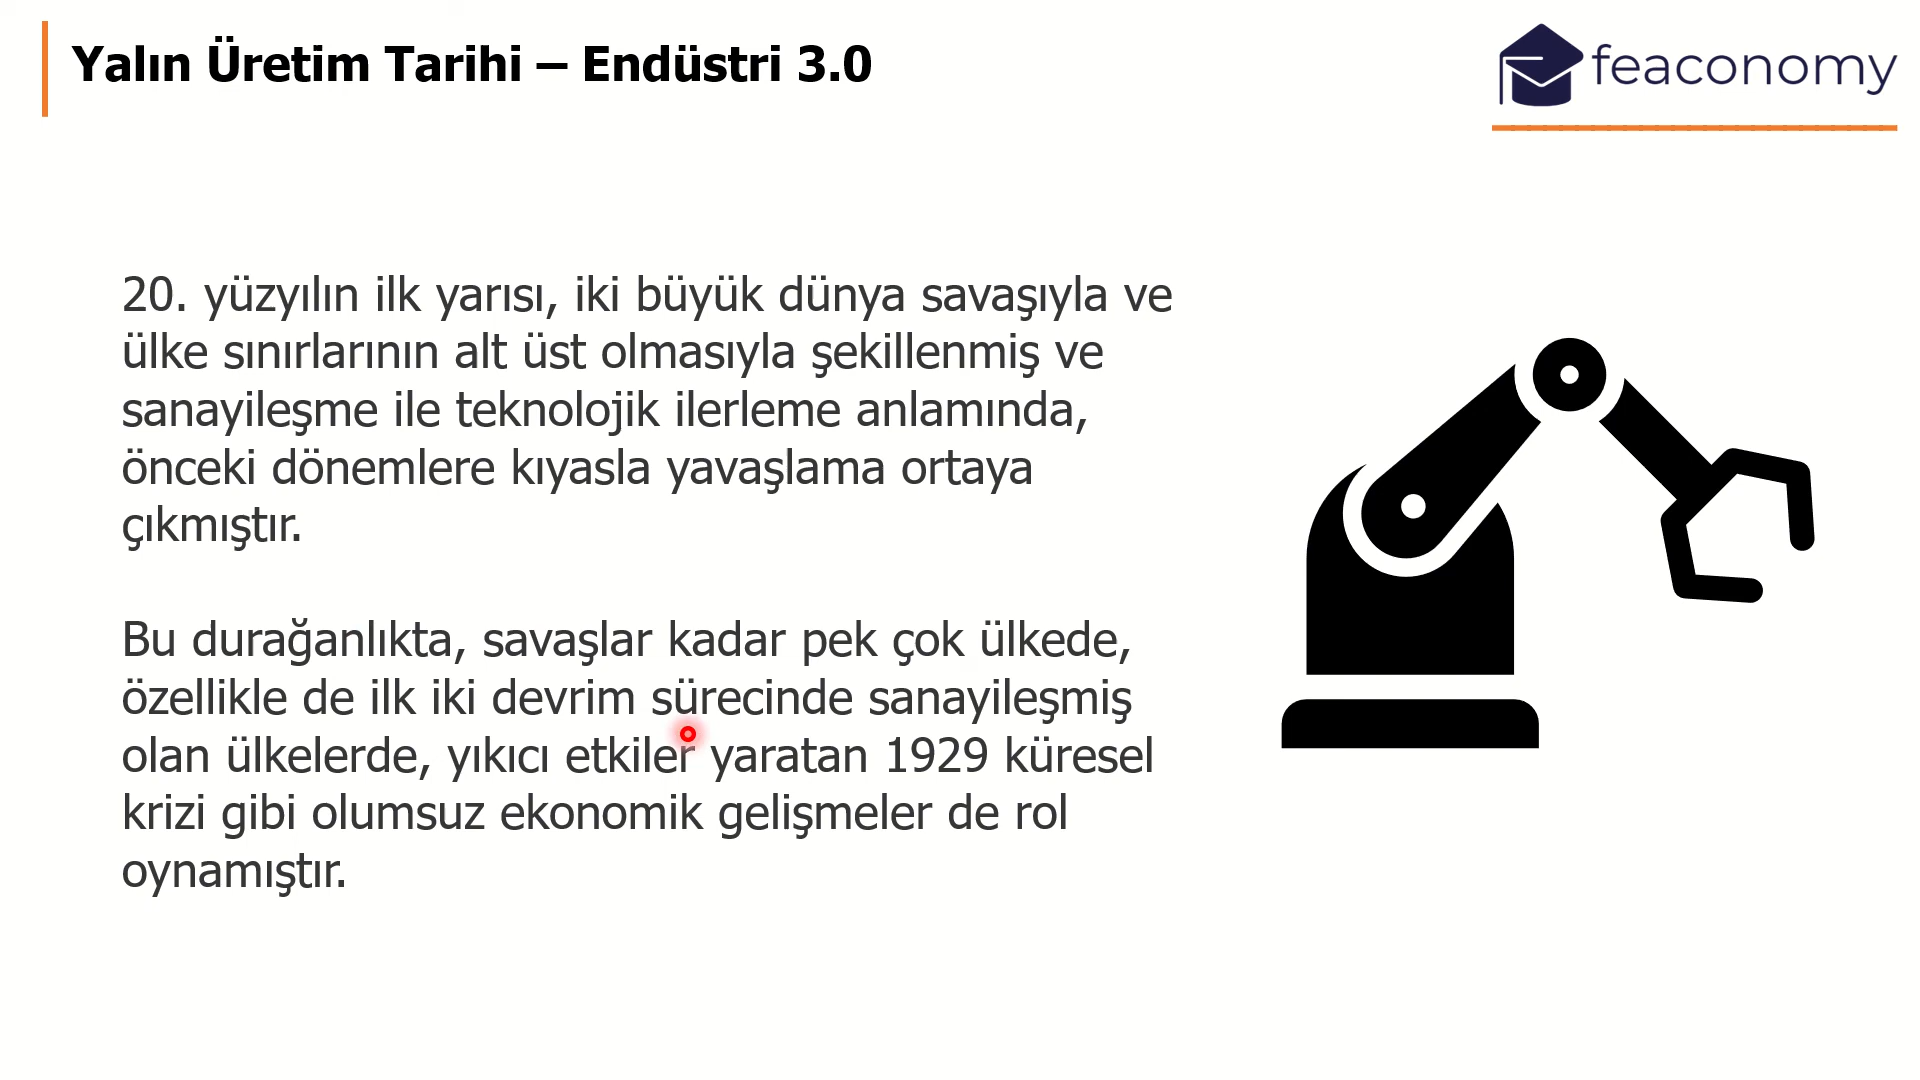 Yalın Üretim Tarihi – Endüstri 3.0
feaconomy
20. yüzyılın ilk yarısı, iki büyük dünya savaşıyla ve
ülke sınırlarının alt üst olmasıyla şekillenmiş ve
sanayileşme ile teknolojik ilerleme anlamında,
önceki dönemlere kıyasla yavaşlama ortaya
çıkmıştır.
Bu durağanlıkta, savaşlar kadar pek çok ülkede,
özellikle de ilk iki devrim sürecinde sanayileşmiş
olan ülkelerde, yıkıcı etkiler yaratan 1929 küresel
krizi gibi olumsuz ekonomik gelişmeler de rol
oynamıştır.